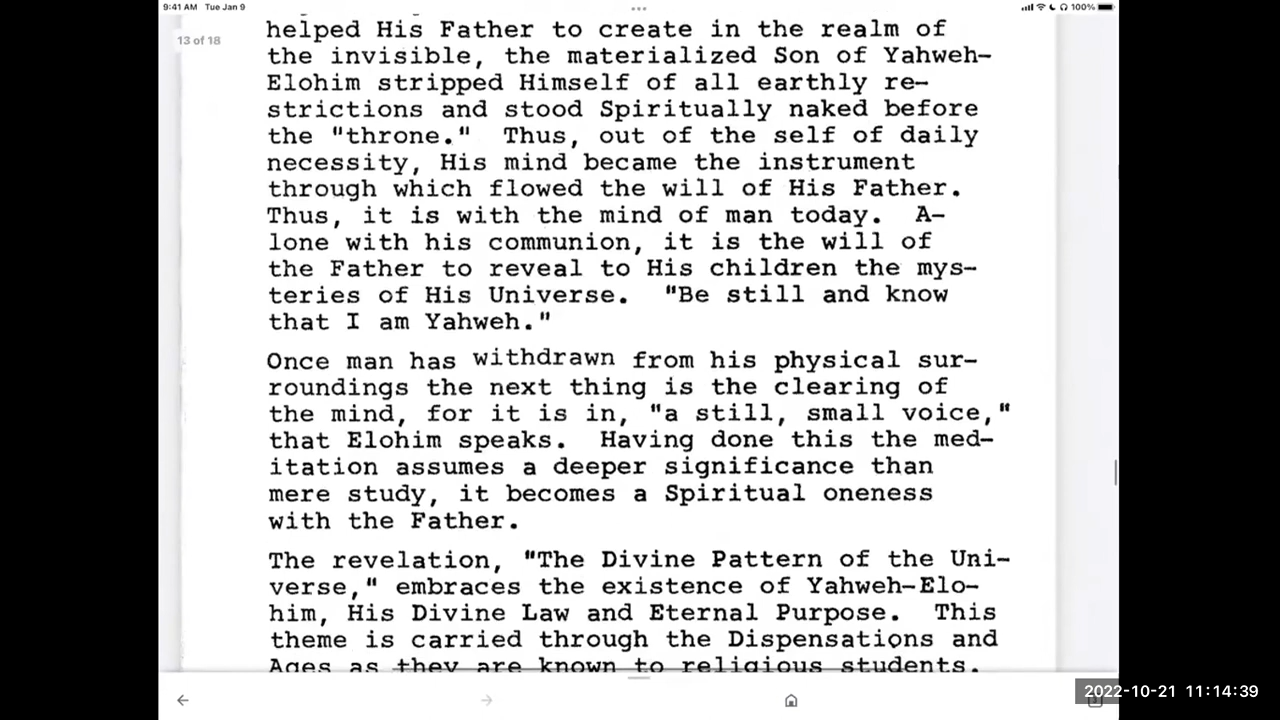 9:41 AM Tue Jan 9
100%
13 of 18
helped His Father to create in the realm of
the invisible, the materialized Son of Yahweh-
Elohim stripped Himself of all earthly re-
strictions and stood Spiritually naked before
the "throne." Thus, out of the self of daily
necessity, His mind became the instrument
through which flowed the will of His Father.
Thus, it is with the mind of man today. A-
lone with his communion, it is the will of
the Father to reveal to His children the mys-
teries of His Universe. "Be still and know
that I am Yahweh."
Once man has withdrawn from his physical sur-
roundings the next thing is the clearing of
the mind, for it is in, "a still, small voice,"
that Elohim speaks. Having done this the med-
itation assumes a deeper significance than
mere study, it becomes a Spiritual oneness
with the Father.
The revelation, "The Divine Pattern of the Uni-
verse," embraces the existence of Yahweh-Elo-
him, His Divine Law and Eternal Purpose. This
theme is carried through the Dispensations and
Ages as they are known to religious students.
2022-10-21 11:14:39